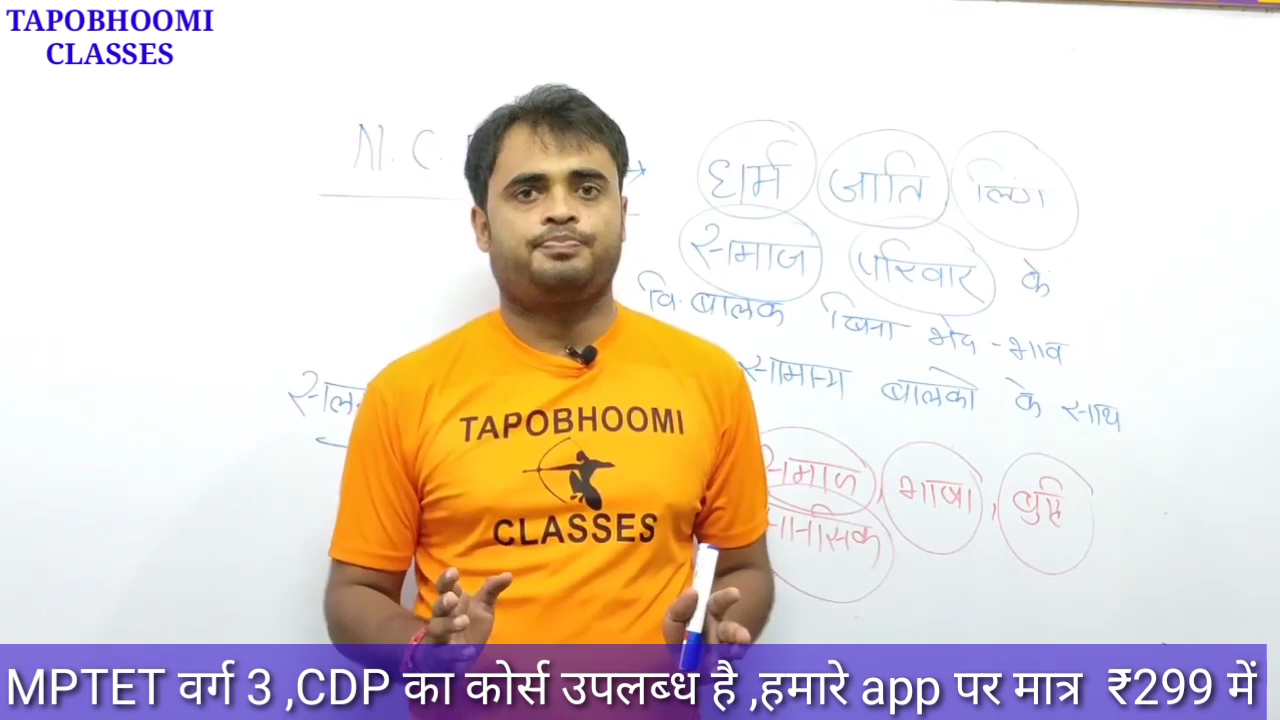 TAPOBHOOMI
CLASSES
N. C.
धर्म जाति लिंग
समाज परिवार के
वि. बालक बिना भेद-भाव
सामान्य बालको के साथ
समाज, भाषा,
मानसिक
TAPOBHOOMI
CLASSES
MPTET वर्ग 3 ,CDP का कोर्स उपलब्ध है ,हमारे app पर मात्र ₹299 में